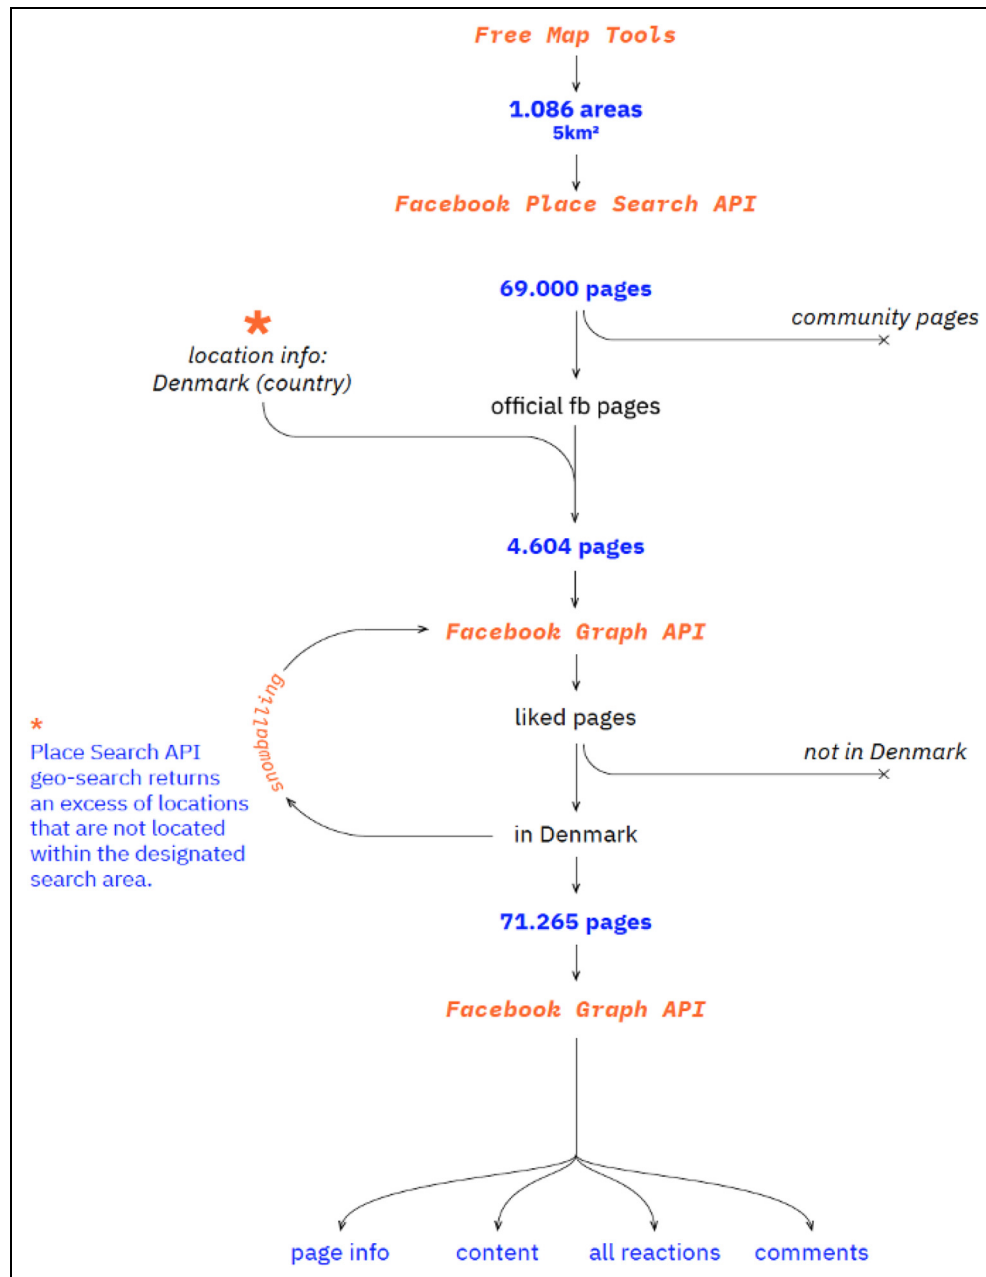 Free Map Tools
1.086 areas
5km²
Facebook Place Search API
69.000 pages
community pages
*
location info:
Denmark (country)
official fb pages
4.604 pages
Facebook Graph API
snowballing
liked pages
not in Denmark
*
Place Search API
geo-search returns
an excess of locations
that are not located
within the designated
search area.
in Denmark
71.265 pages
Facebook Graph API
page info
content
all reactions
comments